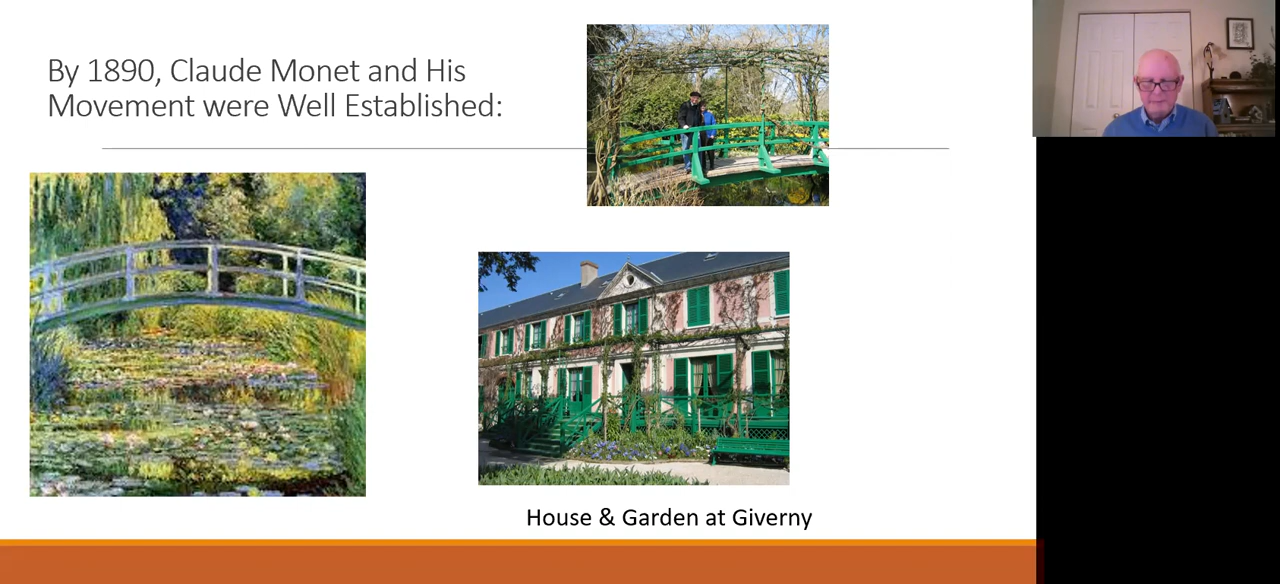 By 1890, Claude Monet and His
Movement were Well Established:
House & Garden at Giverny